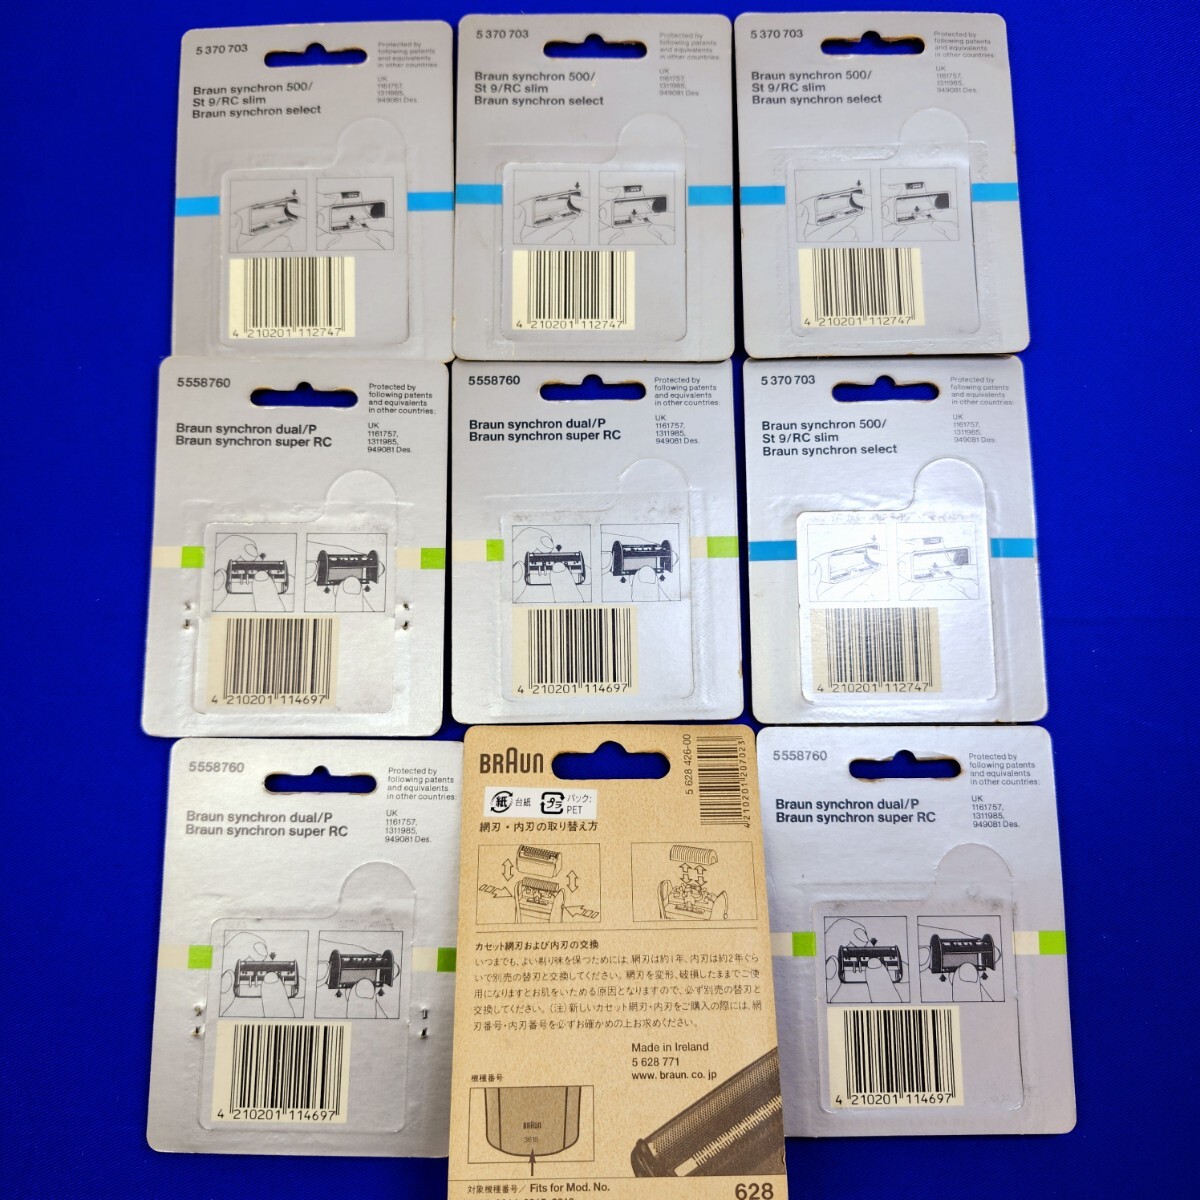 5 370 703
Protected by
following patents
and equivalents
in other countries
UK
1161757,
1311985,
949081 Des.
Braun synchron 500/
St 9/RC slim
Braun synchron select
4 210201 112747
5 370 703
Protected by
following patents
and equivalents
in other countries:
UK
1161757,
1311985,
949081 Des.
Braun synchron 500/
St 9/RC slim
Braun synchron select
4 210201 112747
5 370 703
Protected by
following patents
and equivalents
in other countries:
UK
1161757,
1311985,
949081 Des.
Braun synchron 500/
St 9/RC slim
Braun synchron select
4 210201 112747
5558760
Protected by
following patents
and equivalents
in other countries:
UK
1161757,
1311985,
949081 Des.
Braun synchron dual/P
Braun synchron super RC
4 210201 114697
5558760
Protected by
following patents
and equivalents
in other countries:
UK
1161757,
1311985,
949081 Des.
Braun synchron dual/P
Braun synchron super RC
4 210201 114697
5 370 703
Protected by
following patents
and equivalents
in other countries:
UK
1161757,
1311985,
949081 Des.
Braun synchron 500/
St 9/RC slim
Braun synchron select
4 210201 112747
5558760
Protected by
following patents
and equivalents
in other countries:
UK
1161757,
1311985,
949081 Des.
Braun synchron dual/P
Braun synchron super RC
4 210201 114697
BRAUN
5 628 426-00
4 210201 207023
紙 台紙
プラ パック:
PET
網刃・内刃の取り替え方
カセット網刃および内刃の交換
いつまでも、よい剃り味を保つためには、網刃は約1年、内刃は約2年ぐら
いで別売の替刃と交換してください。網刃を変形、破損したままでご使
用になりますとお肌をいためる原因となりますので、必ず別売の替刃と
交換してください。(注)新しいカセット網刃・内刃をご購入の際には、網
刃番号・内刃番号を必ずお確かめの上お求めください。
Made in Ireland
5 628 771
www. braun. co. jp
機種番号
BRAUN
対象機種番号/ Fits for Mod. No.
628
5558760
Protected by
following patents
and equivalents
in other countries:
UK
1161757,
1311985,
949081 Des.
Braun synchron dual/P
Braun synchron super RC
4 210201 114697